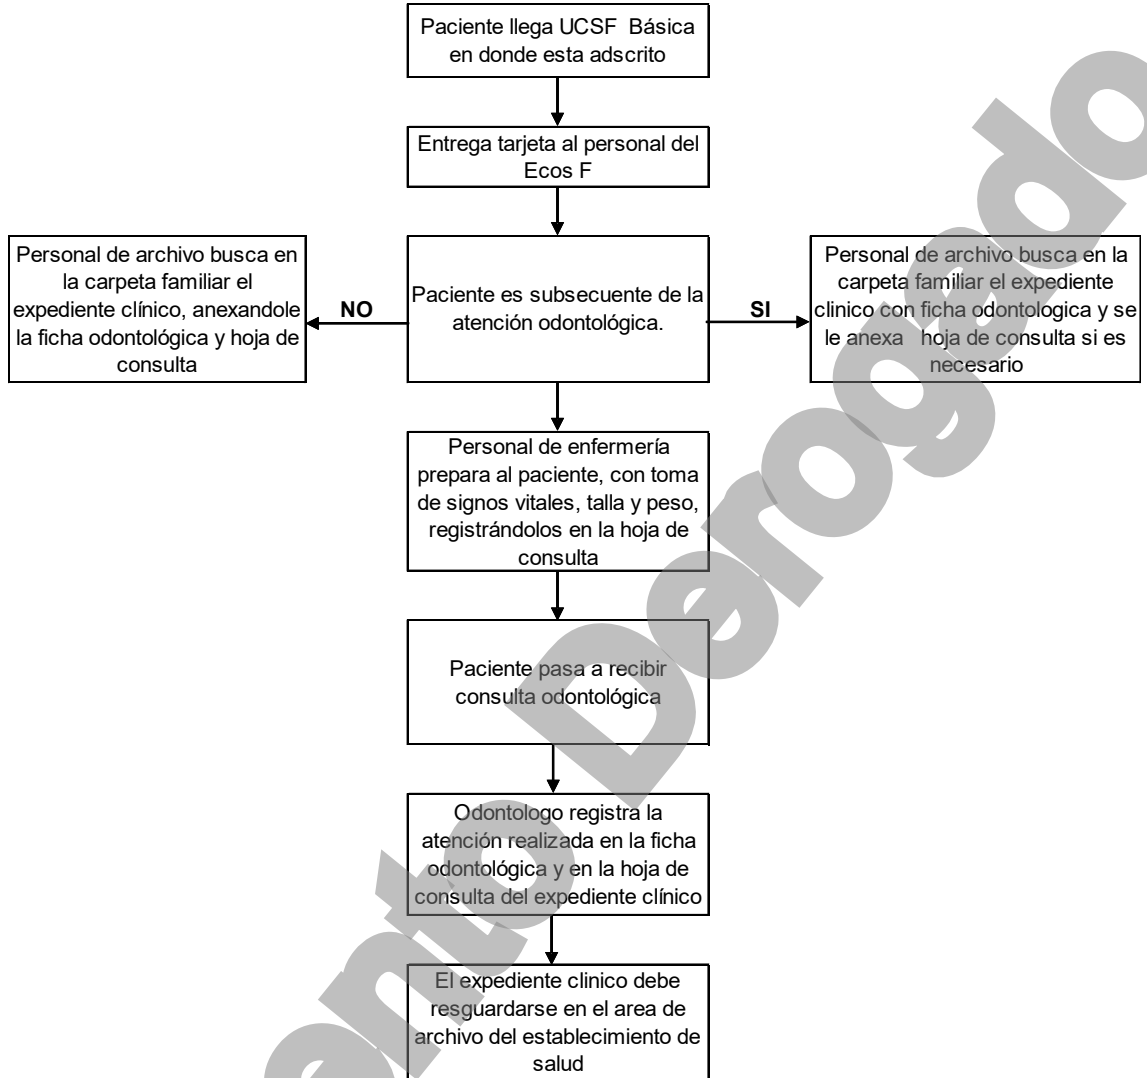 Paciente llega UCSF Básica
en donde esta adscrito
Entrega tarjeta al personal del
Ecos F
Personal de archivo busca en
la carpeta familiar el
expediente clínico, anexandole
la ficha odontológica y hoja de
consulta
NO
Paciente es subsecuente de la
atención odontológica.
SI
Personal de archivo busca en la
carpeta familiar el expediente
clinico con ficha odontologica y se
le anexa hoja de consulta si es
necesario
Personal de enfermería
prepara al paciente, con toma
de signos vitales, talla y peso,
registrándolos en la hoja de
consulta
Paciente pasa a recibir
consulta odontológica
Odontologo registra la
atención realizada en la ficha
odontológica y en la hoja de
consulta del expediente clínico
El expediente clinico debe
resguardarse en el area de
archivo del establecimiento de
salud
ento Derogado